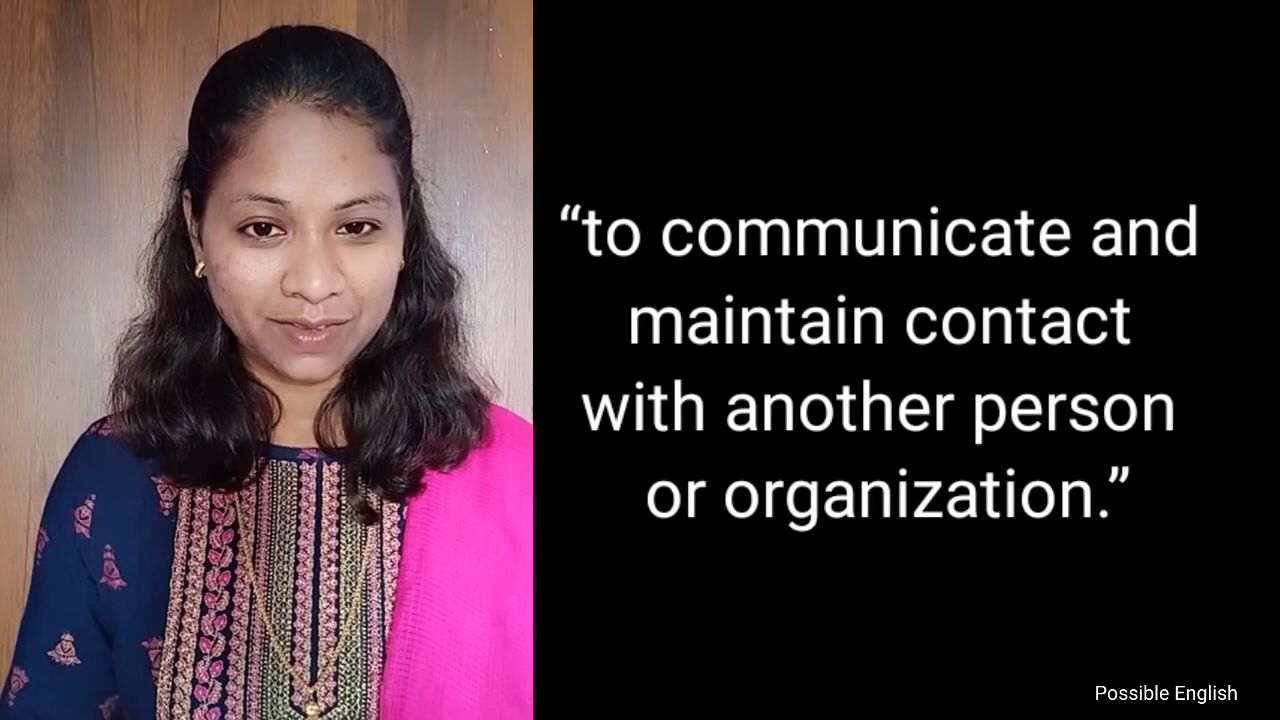 “to communicate and
maintain contact
with another person
or organization.”
Possible English